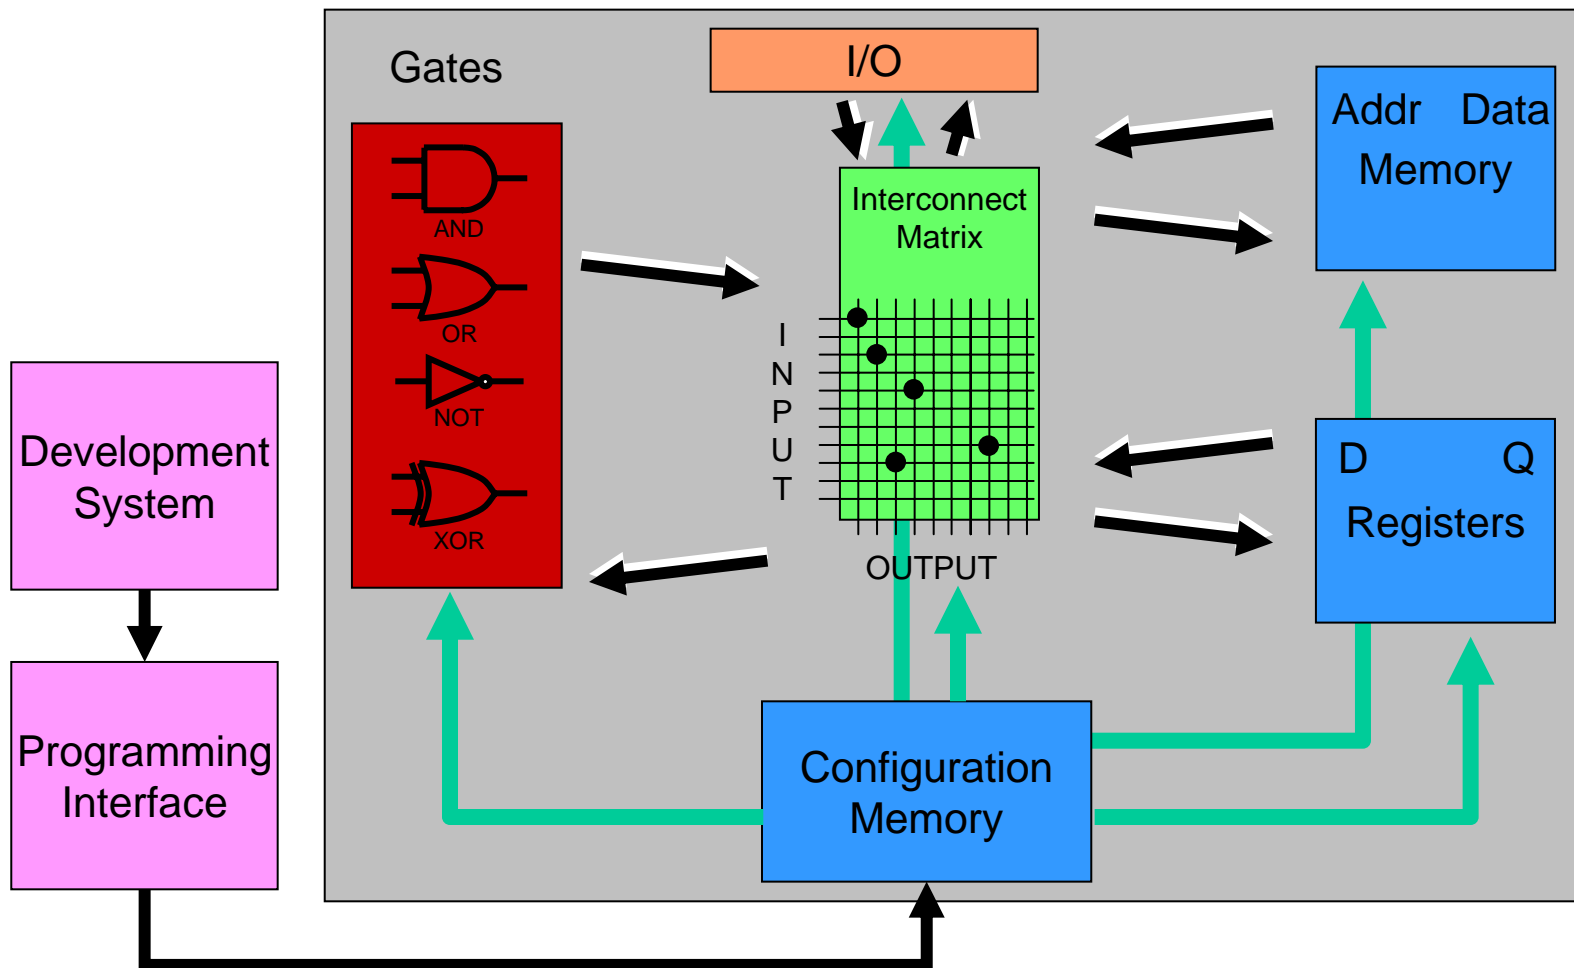 Gates
I/O
Addr Data
Memory
AND
OR
NOT
XOR
Interconnect
Matrix
I
N
P
U
T
OUTPUT
D Q
Registers
Development
System
Programming
Interface
Configuration
Memory